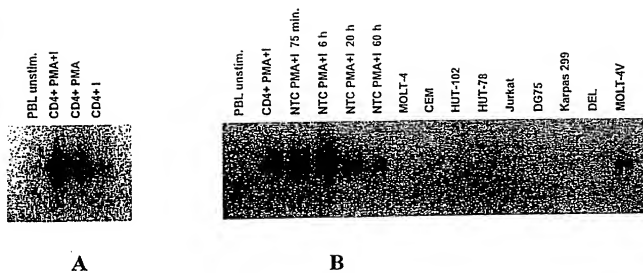 PBL unstim.
CD4+ PMA+I
CD4+ PMA
CD4+ I
A
PBL unstim.
CD4+ PMA+I
NTC PMA+I 75 min.
NTC PMA+I 6 h
NTC PMA+I 20 h
NTC PMA+I 60 h
MOLT-4
CEM
HUT-102
HUT-78
Jurkat
DG75
Karpas 299
DEL
MOLT-4V
B